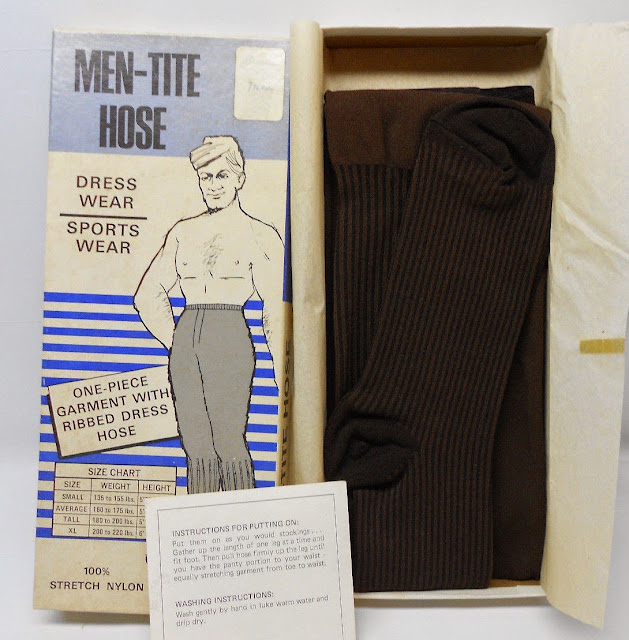 MEN-TITE
HOSE
DRESS
WEAR
SPORTS
WEAR
ONE-PIECE
GARMENT WITH
RIBBED DRESS
HOSE
SIZE CHART
SIZE WEIGHT HEIGHT
SMALL 135 to 155 lbs. 5'
AVERAGE 160 to 175 lbs. 5'
TALL 180 to 200 lbs. 5'
XL 200 to 220 lbs. 6'
100%
STRETCH NYLON
HOSE
INSTRUCTIONS FOR PUTTING ON:
Put them on as you would stockings...
Gather up the length of one leg at a time and
fit foot. Then pull hose firmly up the leg until
you have the panty portion to your waist -
equally stretching garment from toe to waist.
WASHING INSTRUCTIONS:
Wash gently by hand in luke warm water and
drip dry.